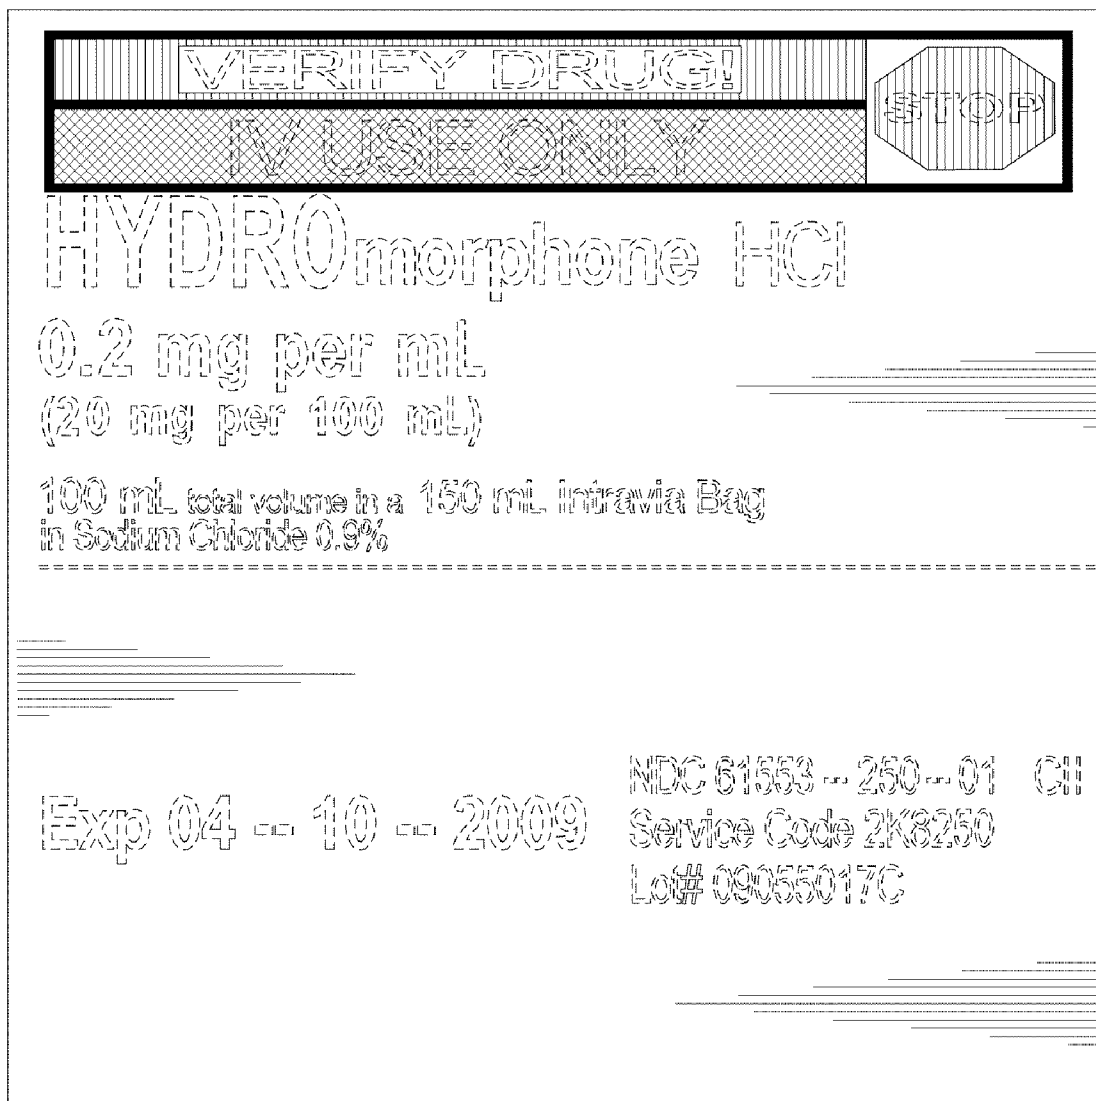 VERIFY DRUG!
STOP
IV USE ONLY
HYDROmorphone HCl
0.2 mg per mL
(20 mg per 100 mL)
100 mL total volume in a 150 mL Intravia Bag
in Sodium Chloride 0.9%
NDC 61553 -- 250 -- 01 CII
Exp 04 -- 10 -- 2009
Service Code 2K8250
Lot# 09055017C